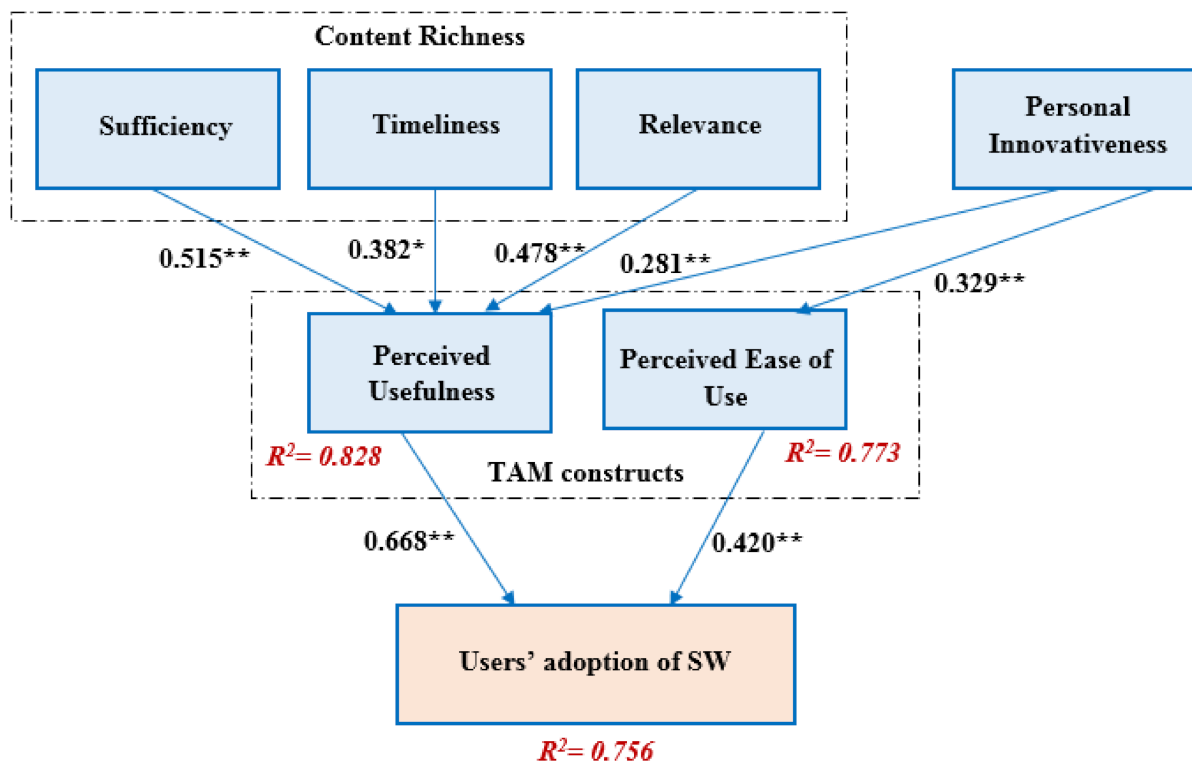 Content Richness
Sufficiency
Timeliness
Relevance
Personal
Innovativeness
0.515**
0.382*
0.478**
0.281**
0.329**
Perceived
Usefulness
Perceived Ease of
Use
R²= 0.828
R²= 0.773
TAM constructs
0.668**
0.420**
Users’ adoption of SW
R²= 0.756